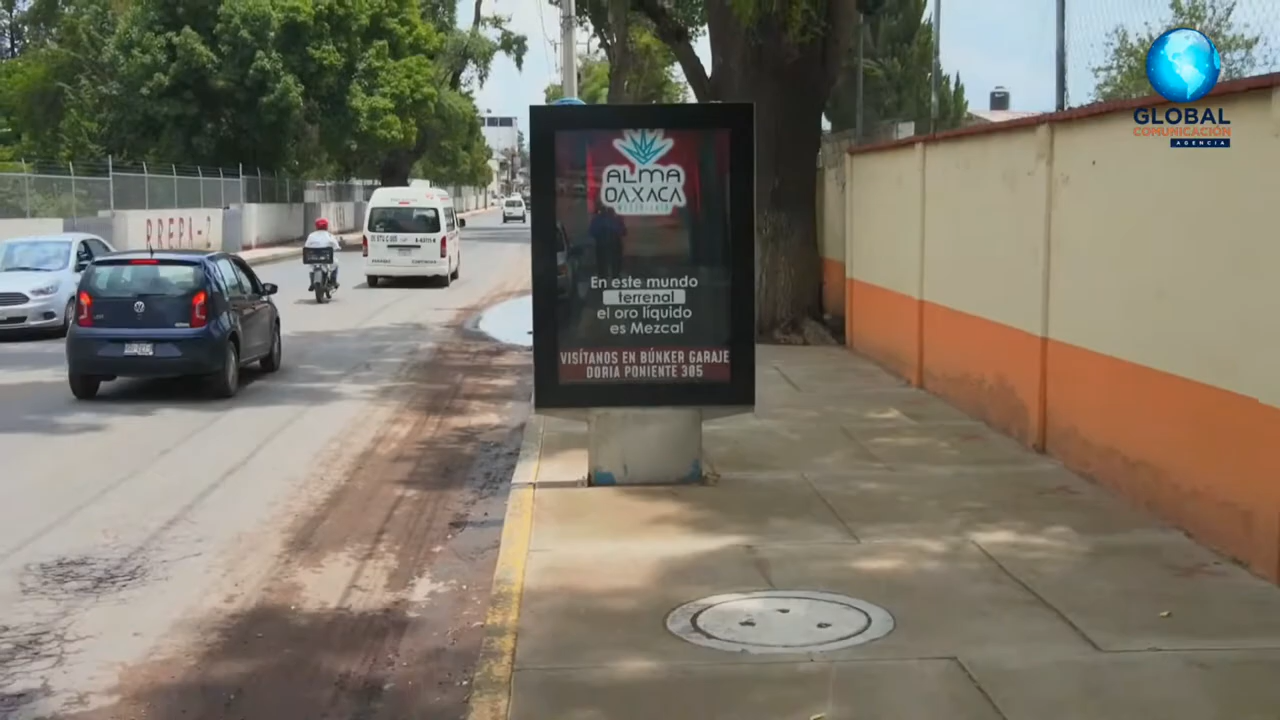 GLOBAL
COMUNICACIÓN
AGENCIA
ALMA
OAXACA
En este mundo
terrenal
el oro líquido
es Mezcal
VISÍTANOS EN BÚNKER GARAJE
DORIA PONIENTE 305
PREPA-2